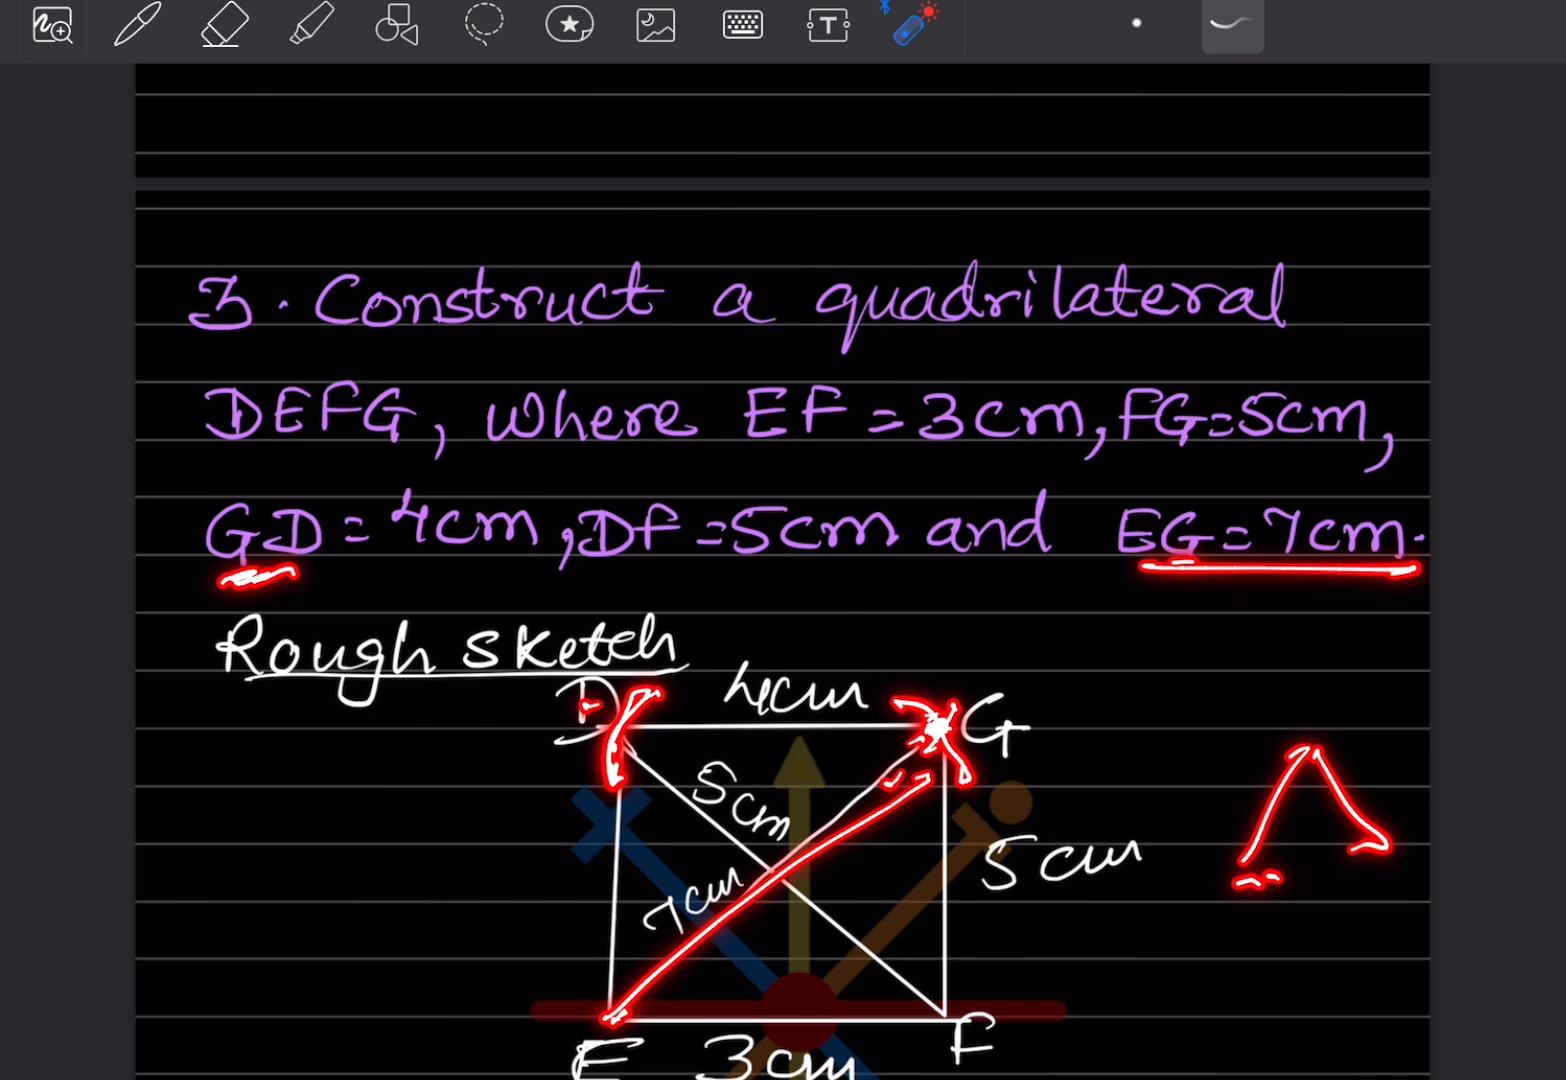 3. Construct a quadrilateral
DEFG, where EF = 3cm, FG=5cm,
GD = 4cm, DF =5cm and EG=7cm.
Rough sketch
D 4cm G
5cm
5cm
7cm
E 3cm F